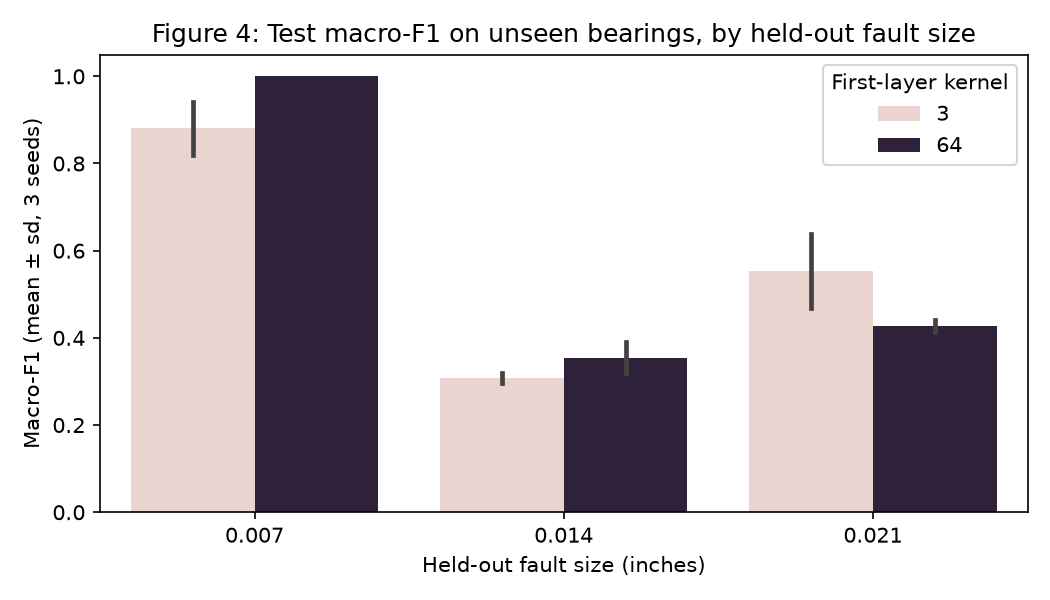 Figure 4: Test macro-F1 on unseen bearings, by held-out fault size
Macro-F1 (mean ± sd, 3 seeds)
1.0
0.8
0.6
0.4
0.2
0.0
First-layer kernel
3
64
0.007
0.014
0.021
Held-out fault size (inches)